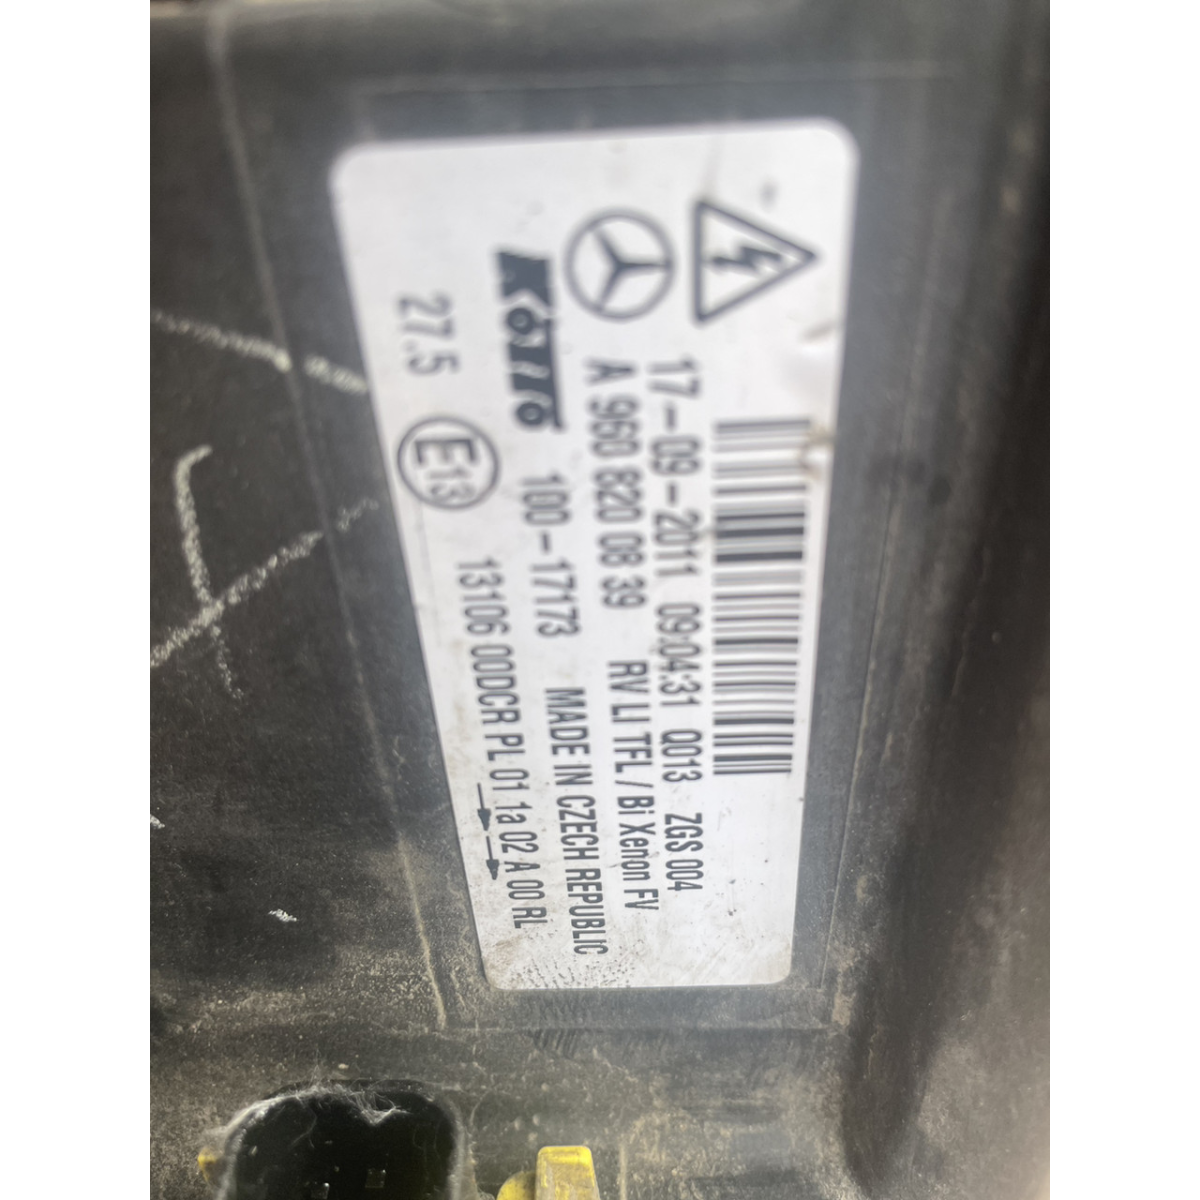 17-09-2011 09:04:31 Q013 ZGS 004
A 960 820 08 39 RV LI TFL / Bi Xenon FV
100-17173 MADE IN CZECH REPUBLIC
27.5 E13 13106 00DCR PL 01 1a 02 A 00 RL